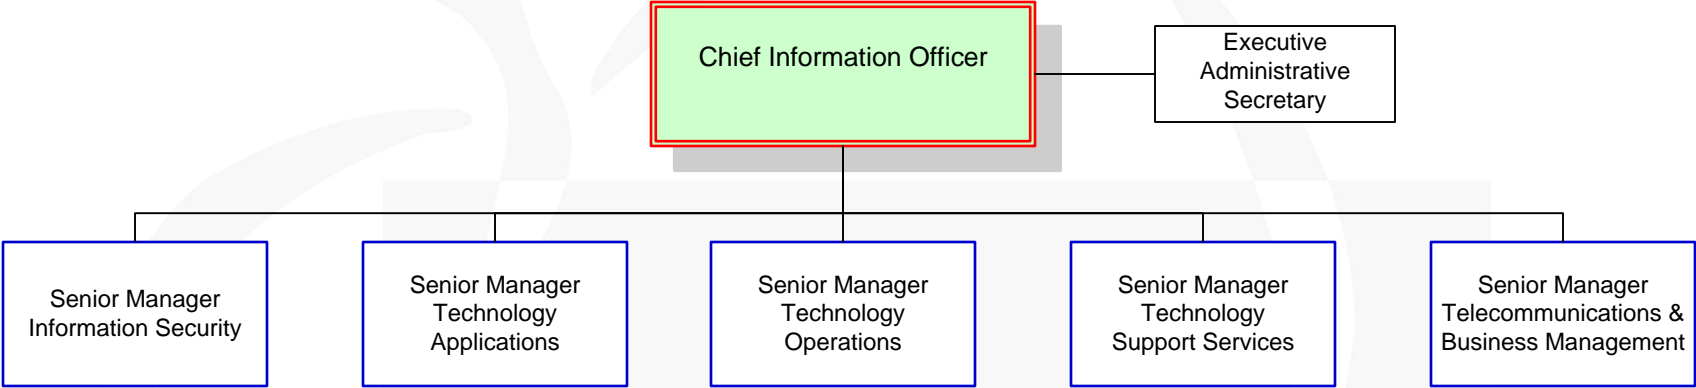 Chief Information Officer
Executive
Administrative
Secretary
Senior Manager
Information Security
Senior Manager
Technology
Applications
Senior Manager
Technology
Operations
Senior Manager
Technology
Support Services
Senior Manager
Telecommunications &
Business Management